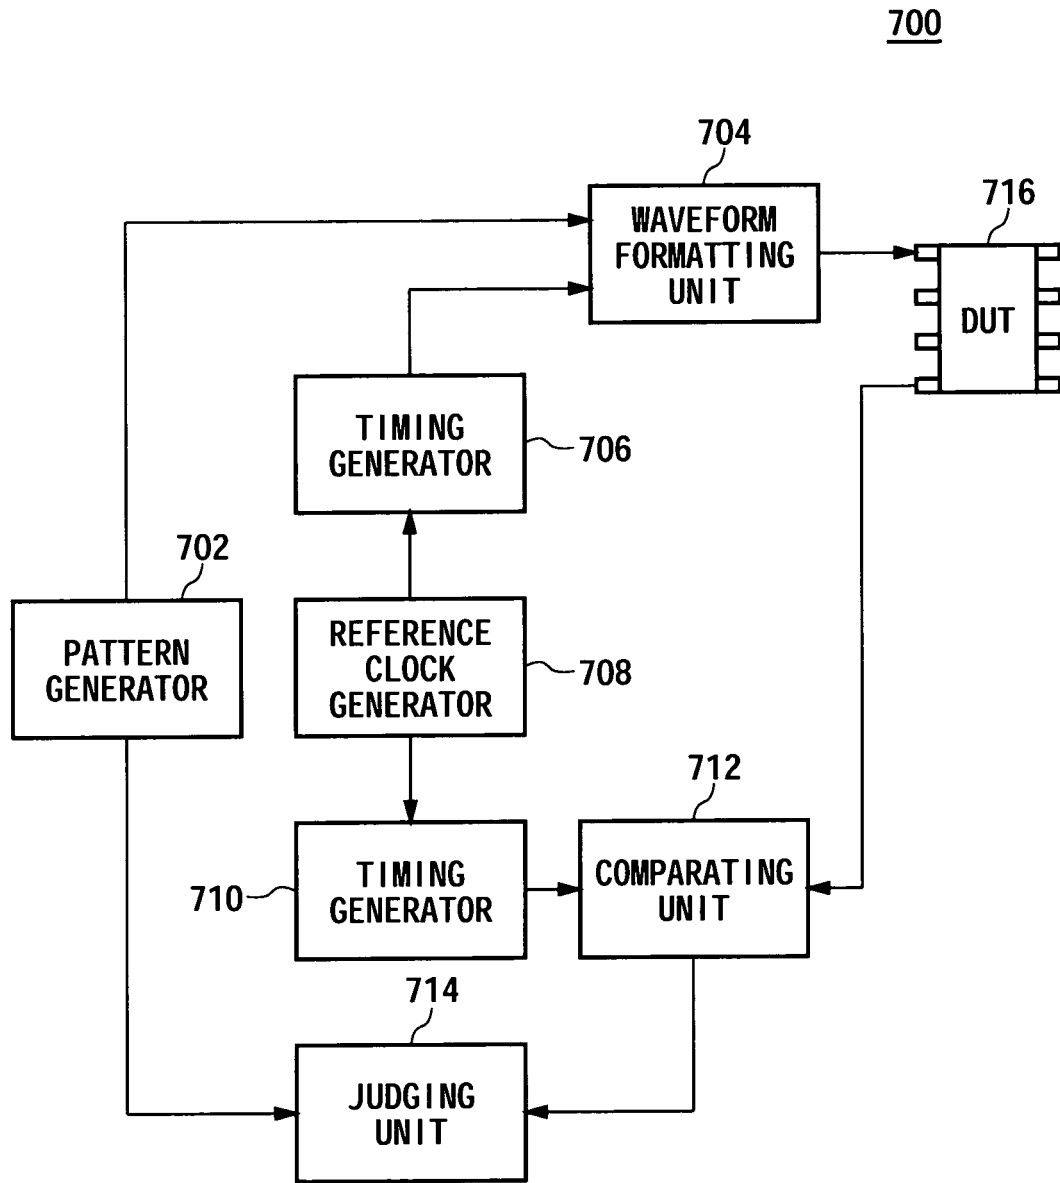 700
704
WAVEFORM
FORMATTING
UNIT
716
DUT
TIMING
GENERATOR
706
702
PATTERN
GENERATOR
REFERENCE
CLOCK
GENERATOR
708
712
710
TIMING
GENERATOR
COMPARATING
UNIT
714
JUDGING
UNIT